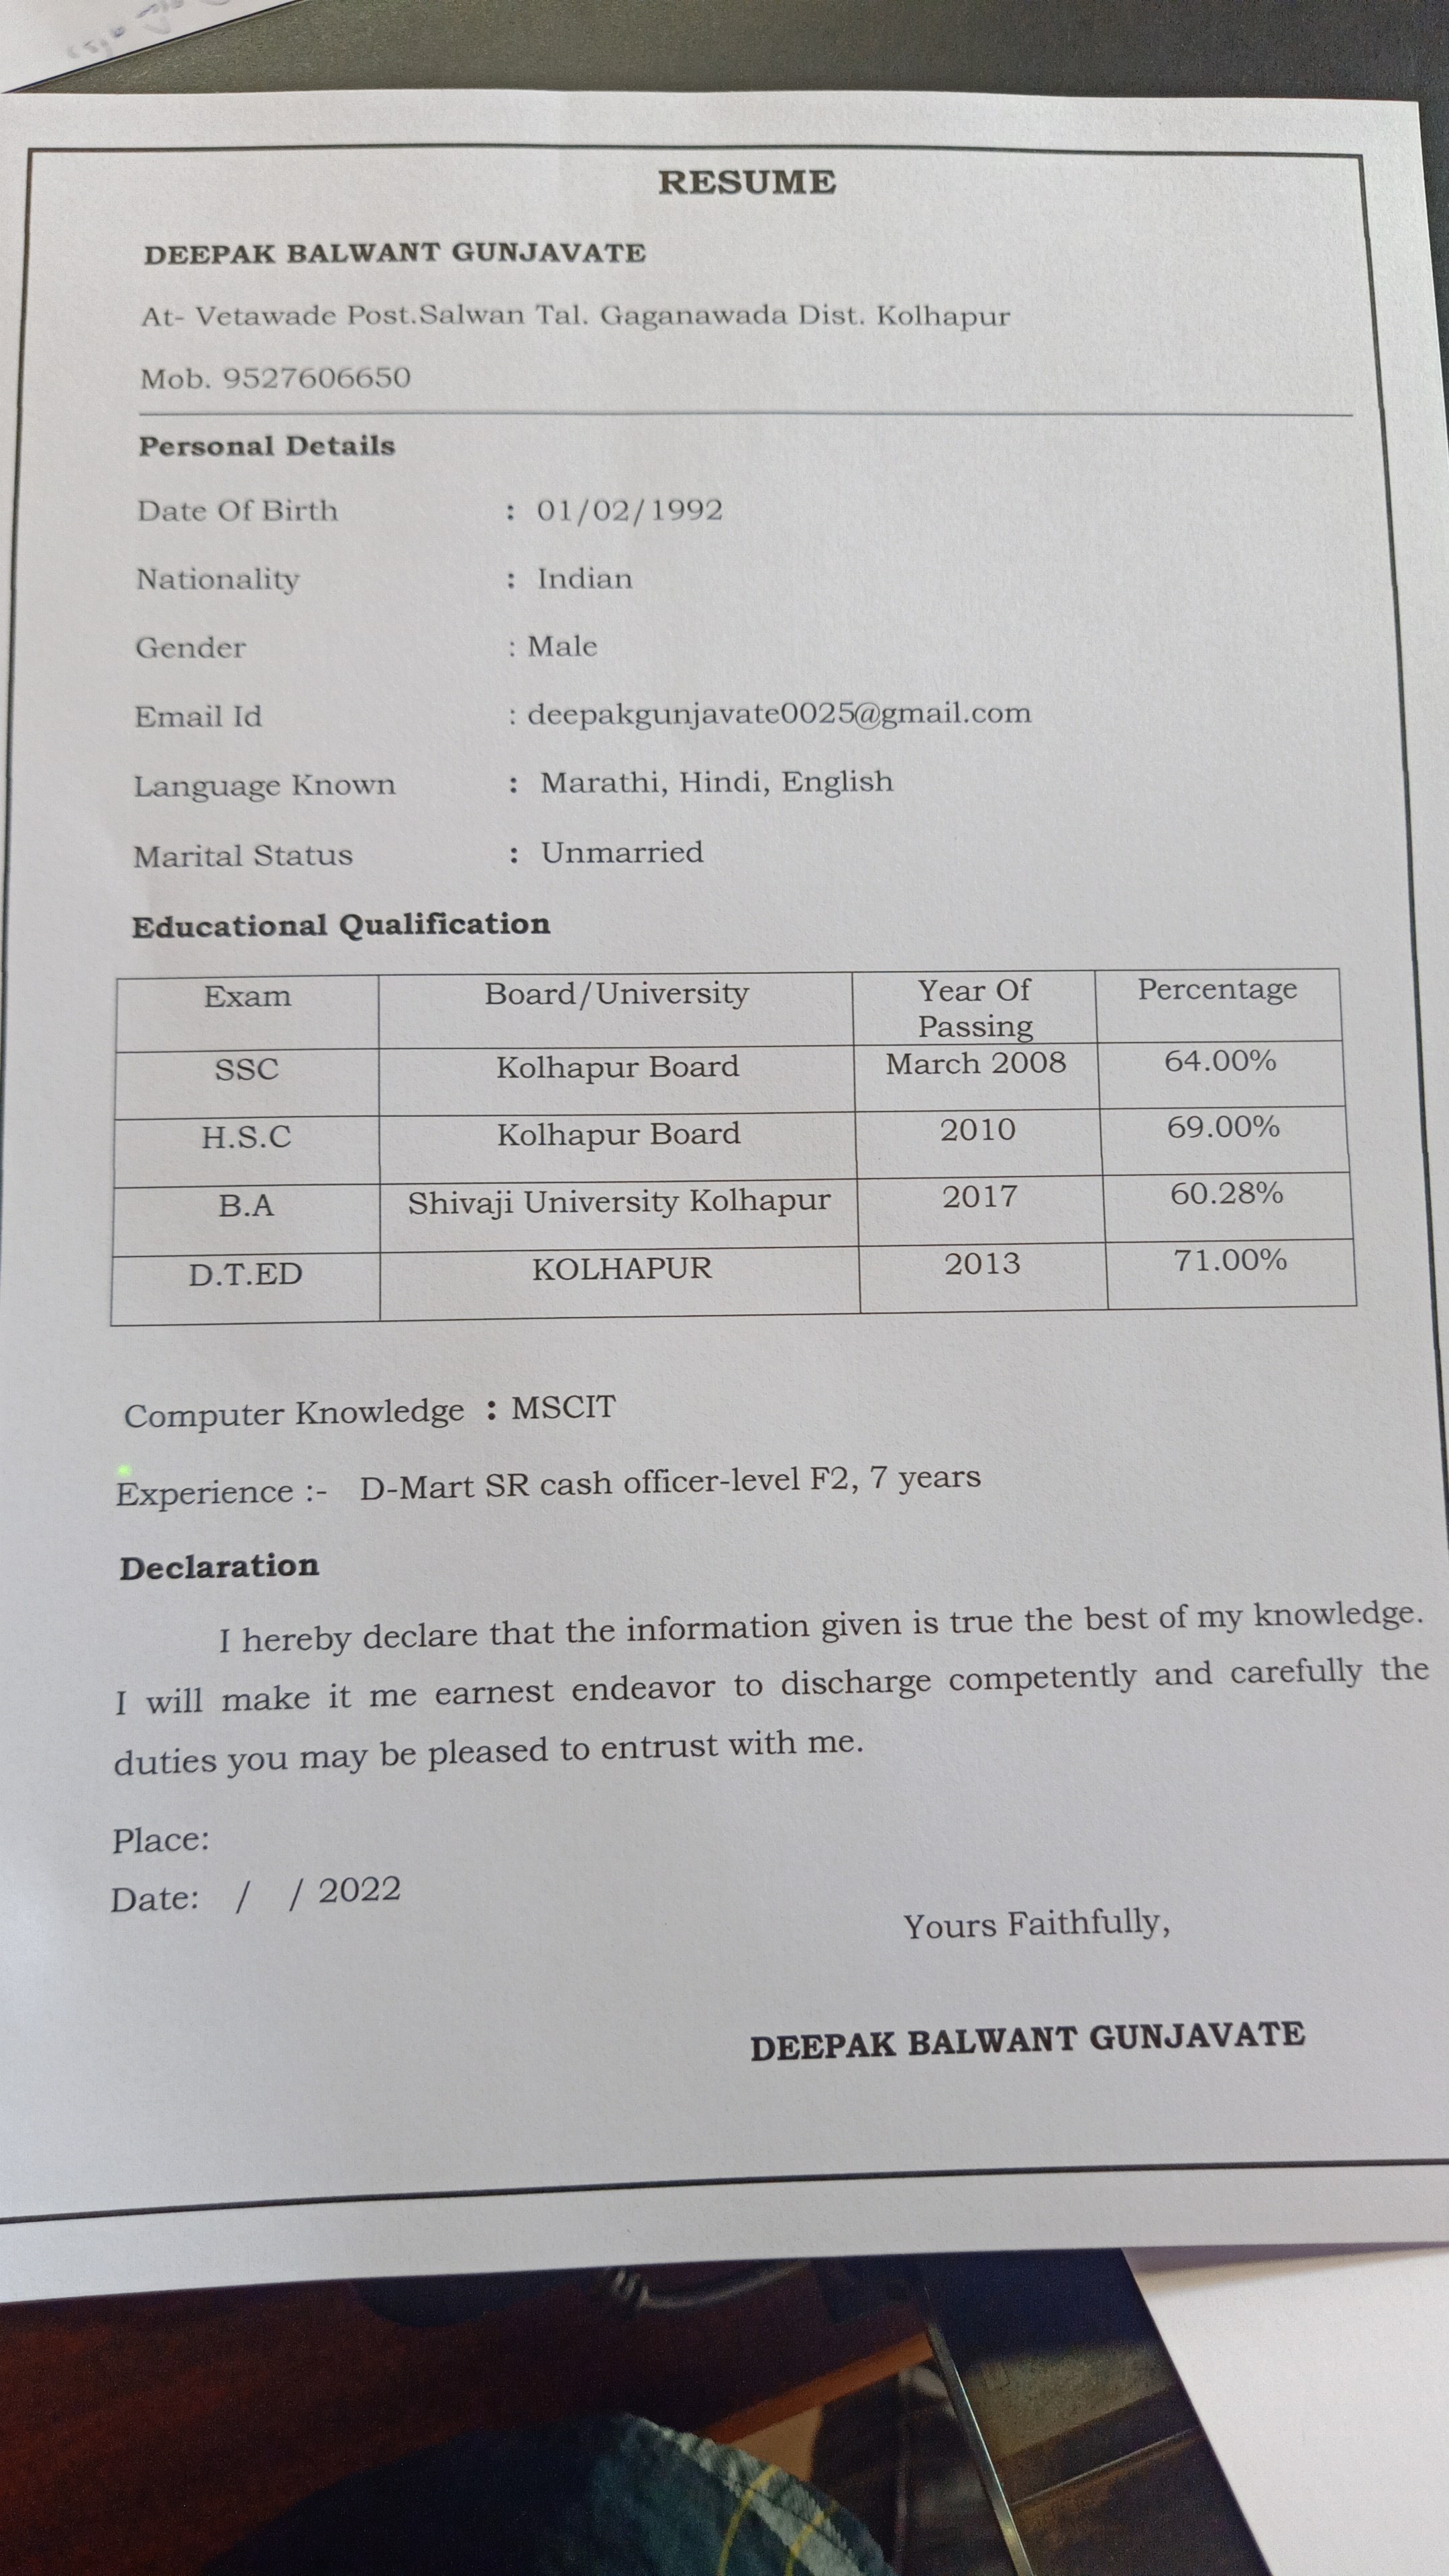 RESUME
DEEPAK BALWANT GUNJAVATE
At- Vetawade Post.Salwan Tal. Gaganawada Dist. Kolhapur
Mob. 9527606650
Personal Details
Date Of Birth : 01/02/1992
Nationality : Indian
Gender : Male
Email Id : deepakgunjavate0025@gmail.com
Language Known : Marathi, Hindi, English
Marital Status : Unmarried
Educational Qualification
Exam Board/University Year Of Passing Percentage
SSC Kolhapur Board March 2008 64.00%
H.S.C Kolhapur Board 2010 69.00%
B.A Shivaji University Kolhapur 2017 60.28%
D.T.ED KOLHAPUR 2013 71.00%
Computer Knowledge : MSCIT
Experience :- D-Mart SR cash officer-level F2, 7 years
Declaration
I hereby declare that the information given is true the best of my knowledge.
I will make it me earnest endeavor to discharge competently and carefully the
duties you may be pleased to entrust with me.
Place:
Date: / / 2022
Yours Faithfully,
DEEPAK BALWANT GUNJAVATE